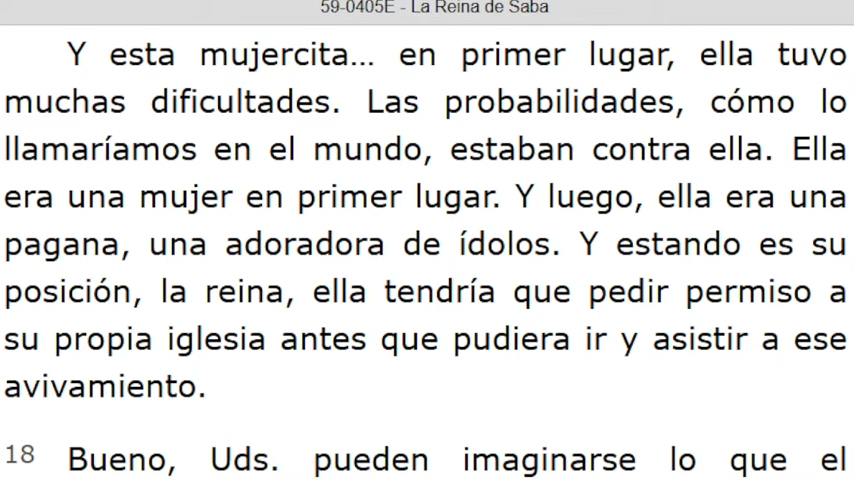 59-0405E - La Reina de Saba
Y esta mujercita... en primer lugar, ella tuvo
muchas dificultades. Las probabilidades, cómo lo
llamaríamos en el mundo, estaban contra ella. Ella
era una mujer en primer lugar. Y luego, ella era una
pagana, una adoradora de ídolos. Y estando es su
posición, la reina, ella tendría que pedir permiso a
su propia iglesia antes que pudiera ir y asistir a ese
avivamiento.
18 Bueno, Uds. pueden imaginarse lo que el